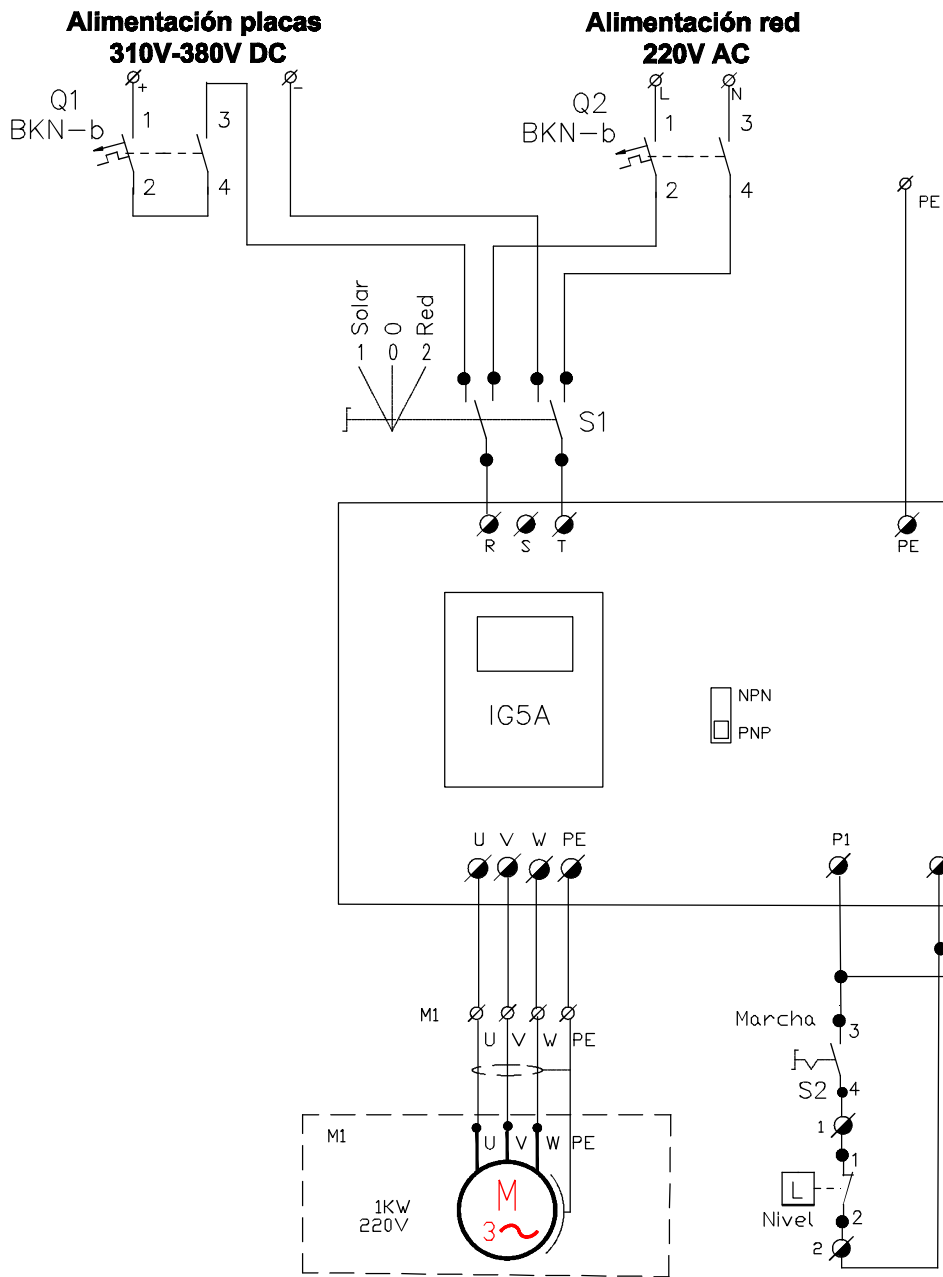 Alimentación placas
310V-380V DC
Alimentación red
220V AC
+
-
L
N
Q1
BKN-b
1
3
2
4
Q2
BKN-b
1
3
2
4
PE
1 Solar
0 O
2 Red
S1
R
S
T
PE
IG5A
NPN
PNP
U
V
W
PE
P1
M1
U
V
W
PE
Marcha
3
S2
4
1
1
L
Nivel
2
2
M1
U
V
W
PE
1KW
220V
M
3~